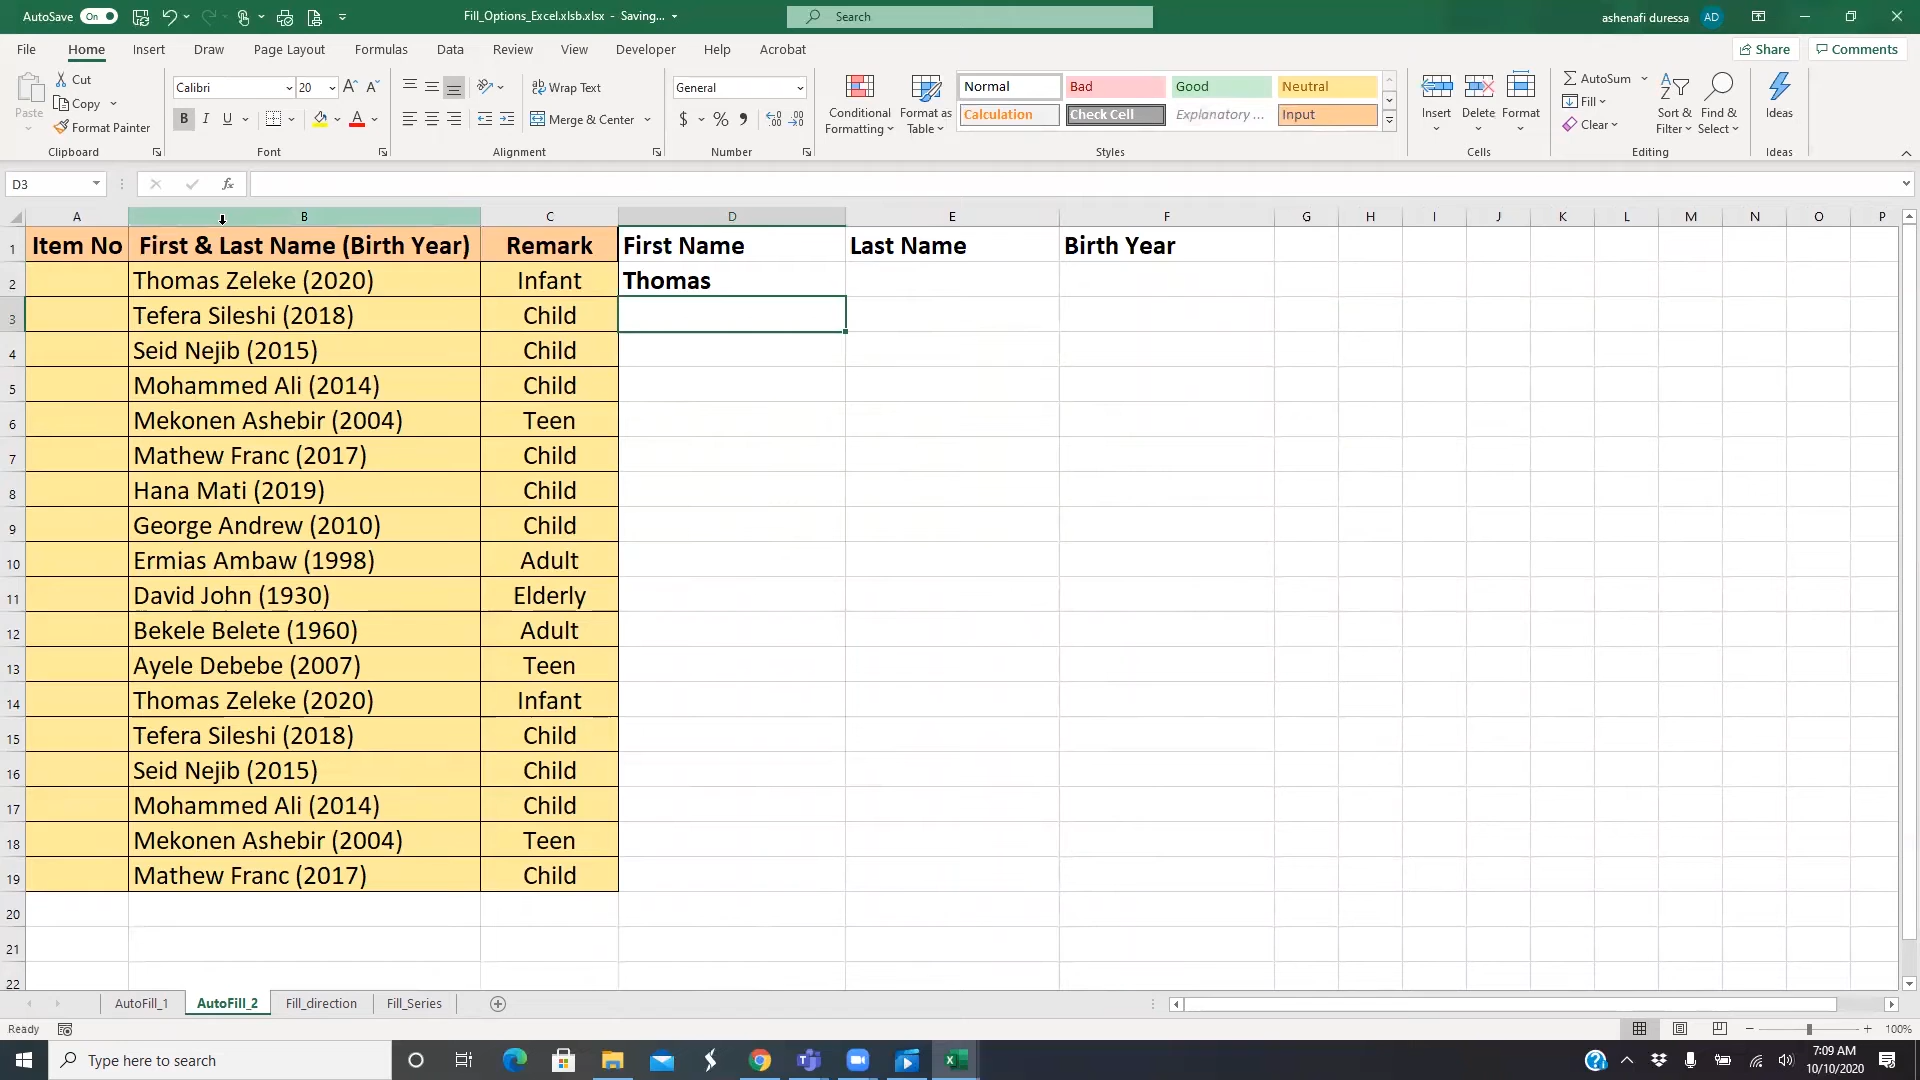 AutoSave On Fill_Options_Excel.xlsb.xlsx - Saving... Search ashenafi duressa AD
File Home Insert Draw Page Layout Formulas Data Review View Developer Help Acrobat Share Comments
Paste Cut Copy Format Painter
Calibri 20 A A B I U A
Wrap Text Merge & Center
General $ % 9
Conditional Formatting Format as Table
Normal Bad Good Neutral
Calculation Check Cell Explanatory ... Input
Insert Delete Format
AutoSum Fill Clear Sort & Filter Find & Select Ideas
Clipboard Font Alignment Number Styles Cells Editing Ideas
D3 fx
A B C D E F G H I J K L M N O P
1 Item No First & Last Name (Birth Year) Remark First Name Last Name Birth Year
2 Thomas Zeleke (2020) Infant Thomas
3 Tefera Sileshi (2018) Child
4 Seid Nejib (2015) Child
5 Mohammed Ali (2014) Child
6 Mekonen Ashebir (2004) Teen
7 Mathew Franc (2017) Child
8 Hana Mati (2019) Child
9 George Andrew (2010) Child
10 Ermias Ambaw (1998) Adult
11 David John (1930) Elderly
12 Bekele Belete (1960) Adult
13 Ayele Debebe (2007) Teen
14 Thomas Zeleke (2020) Infant
15 Tefera Sileshi (2018) Child
16 Seid Nejib (2015) Child
17 Mohammed Ali (2014) Child
18 Mekonen Ashebir (2004) Teen
19 Mathew Franc (2017) Child
20
21
22
AutoFill_1 AutoFill_2 Fill_direction Fill_Series
Ready 100%
Type here to search 7:09 AM
10/10/2020